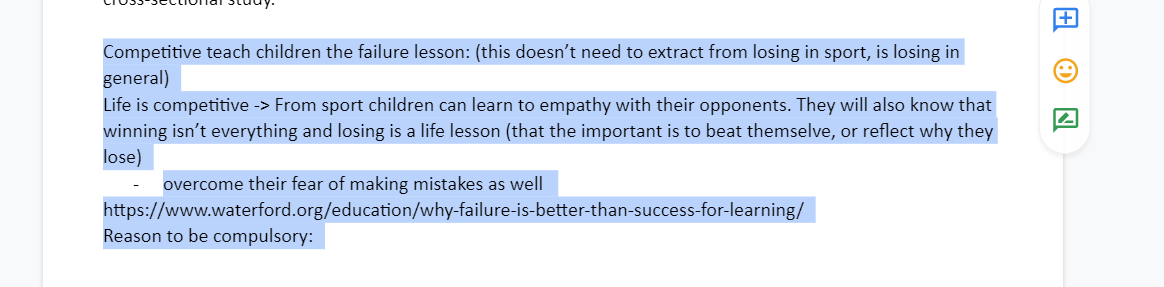 cross-sectional study.
Competitive teach children the failure lesson: (this doesn’t need to extract from losing in sport, is losing in
general)
Life is competitive -> From sport children can learn to empathy with their opponents. They will also know that
winning isn’t everything and losing is a life lesson (that the important is to beat themselve, or reflect why they
lose)
- overcome their fear of making mistakes as well
https://www.waterford.org/education/why-failure-is-better-than-success-for-learning/
Reason to be compulsory: